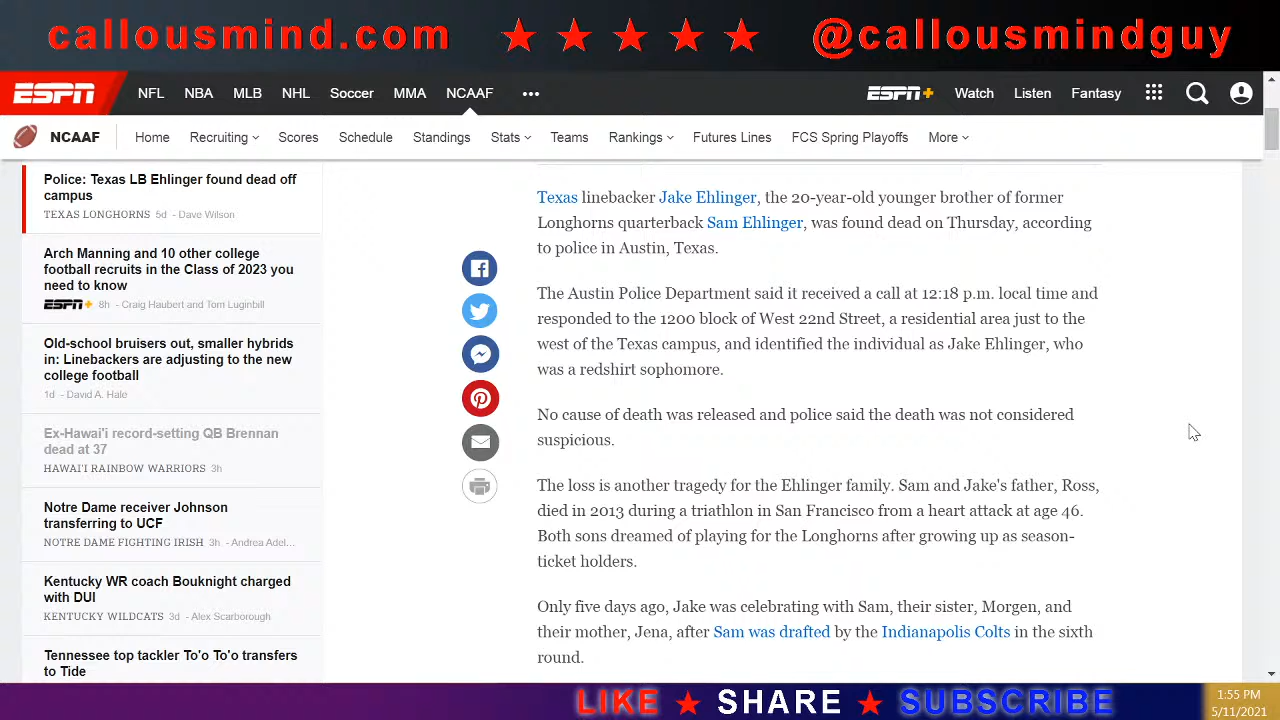 callousmind.com ★ ★ ★ ★ ★ @callousmindguy
ESPN NFL NBA MLB NHL Soccer MMA NCAAF ••• ESPN+ Watch Listen Fantasy
NCAAF Home Recruiting Scores Schedule Standings Stats Teams Rankings Futures Lines FCS Spring Playoffs More
Police: Texas LB Ehlinger found dead off
campus
TEXAS LONGHORNS 5d - Dave Wilson
Arch Manning and 10 other college
football recruits in the Class of 2023 you
need to know
ESPN+ 8h - Craig Haubert and Tom Luginbill
Old-school bruisers out, smaller hybrids
in: Linebackers are adjusting to the new
college football
1d - David A. Hale
Ex-Hawai'i record-setting QB Brennan
dead at 37
HAWAI'I RAINBOW WARRIORS 3h
Notre Dame receiver Johnson
transferring to UCF
NOTRE DAME FIGHTING IRISH 3h - Andrea Adel...
Kentucky WR coach Bouknight charged
with DUI
KENTUCKY WILDCATS 3d - Alex Scarborough
Tennessee top tackler To'o To'o transfers
to Tide
Texas linebacker Jake Ehlinger, the 20-year-old younger brother of former
Longhorns quarterback Sam Ehlinger, was found dead on Thursday, according
to police in Austin, Texas.
The Austin Police Department said it received a call at 12:18 p.m. local time and
responded to the 1200 block of West 22nd Street, a residential area just to the
west of the Texas campus, and identified the individual as Jake Ehlinger, who
was a redshirt sophomore.
No cause of death was released and police said the death was not considered
suspicious.
The loss is another tragedy for the Ehlinger family. Sam and Jake's father, Ross,
died in 2013 during a triathlon in San Francisco from a heart attack at age 46.
Both sons dreamed of playing for the Longhorns after growing up as season-
ticket holders.
Only five days ago, Jake was celebrating with Sam, their sister, Morgen, and
their mother, Jena, after Sam was drafted by the Indianapolis Colts in the sixth
round.
LIKE ★ SHARE ★ SUBSCRIBE
1:55 PM
5/11/2021